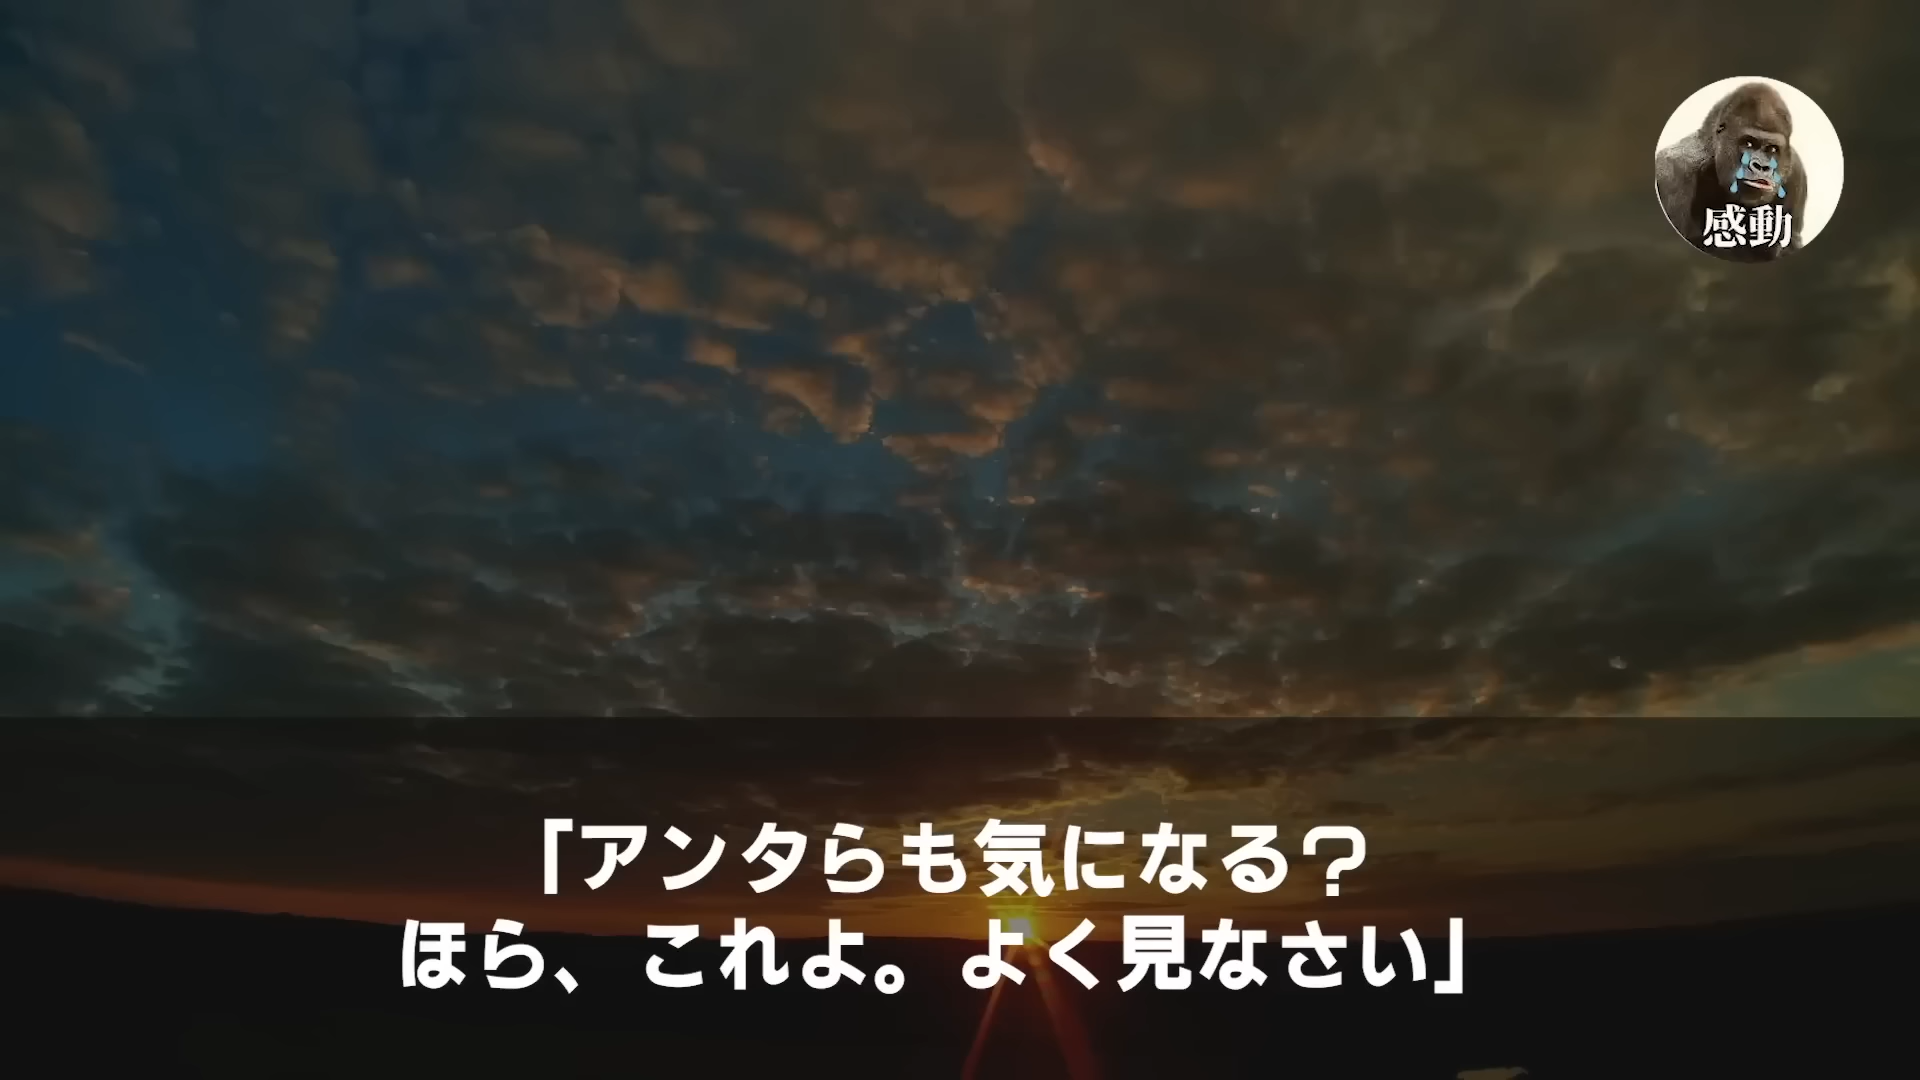 感動
「アンタらも気になる？
ほら、これよ。よく見なさい」